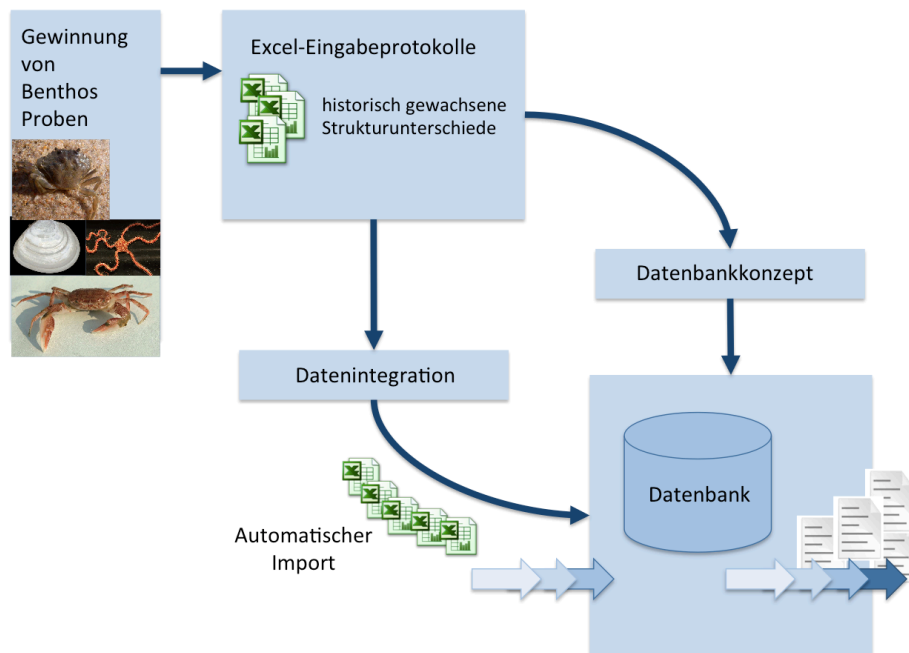 Gewinnung
von
Benthos
Proben
Excel-Eingabeprotokolle
historisch gewachsene
Strukturunterschiede
Datenbankkonzept
Datenintegration
Datenbank
Automatischer
Import